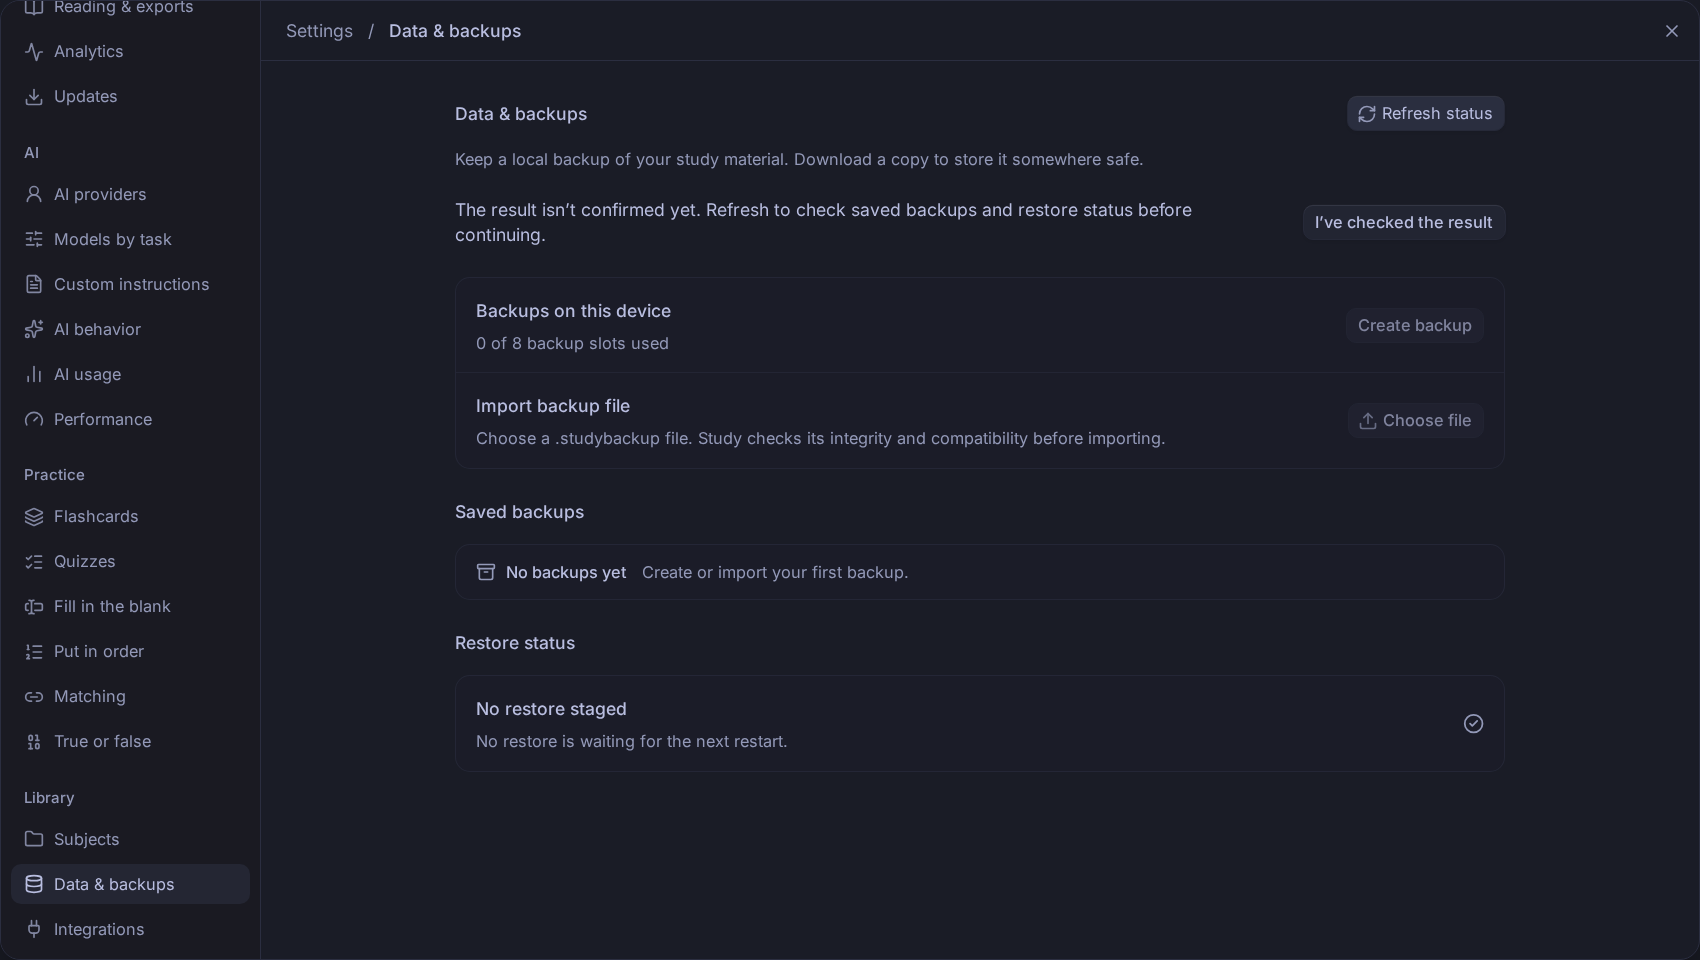 Reading & exports
Analytics
Updates
AI
AI providers
Models by task
Custom instructions
AI behavior
AI usage
Performance
Practice
Flashcards
Quizzes
Fill in the blank
Put in order
Matching
True or false
Library
Subjects
Data & backups
Integrations
Settings / Data & backups
Data & backups
Refresh status
Keep a local backup of your study material. Download a copy to store it somewhere safe.
The result isn’t confirmed yet. Refresh to check saved backups and restore status before
continuing.
I’ve checked the result
Backups on this device
0 of 8 backup slots used
Create backup
Import backup file
Choose a .studybackup file. Study checks its integrity and compatibility before importing.
Choose file
Saved backups
No backups yet Create or import your first backup.
Restore status
No restore staged
No restore is waiting for the next restart.